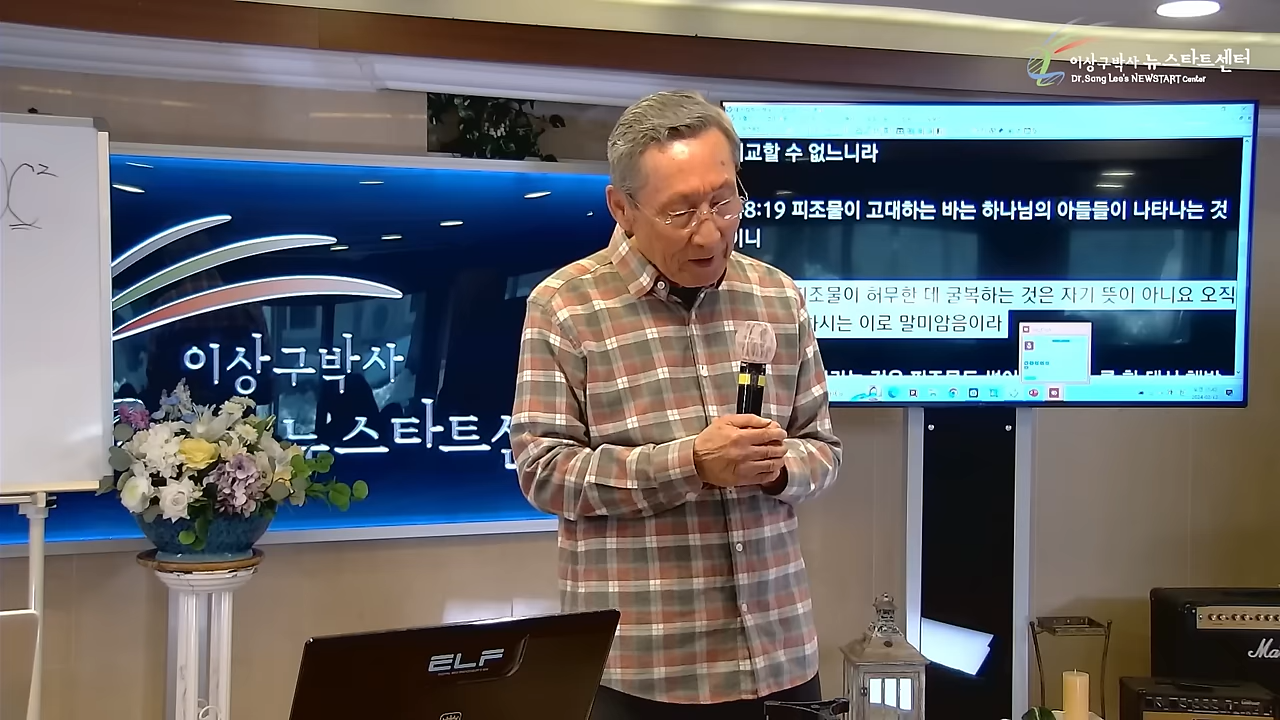 이상구박사 뉴스타트센터
Dr. Sang Lee's NEWSTART Center
교할 수 없느니라
8:19 피조물이 고대하는 바는 하나님의 아들들이 나타나는 것
이니
피조물이 허무한 데 굴복하는 것은 자기 뜻이 아니요 오직
하시는 이로 말미암음이라
이상구박사
뉴스타트
ELF